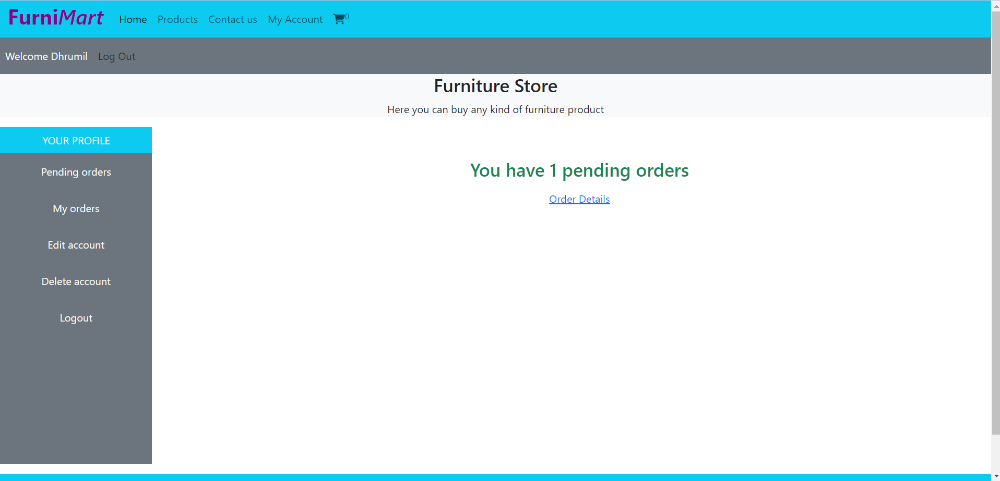 FurniMart Home Products Contact us My Account 0
Welcome Dhrumil Log Out
Furniture Store
Here you can buy any kind of furniture product
YOUR PROFILE
Pending orders
My orders
Edit account
Delete account
Logout
You have 1 pending orders
Order Details